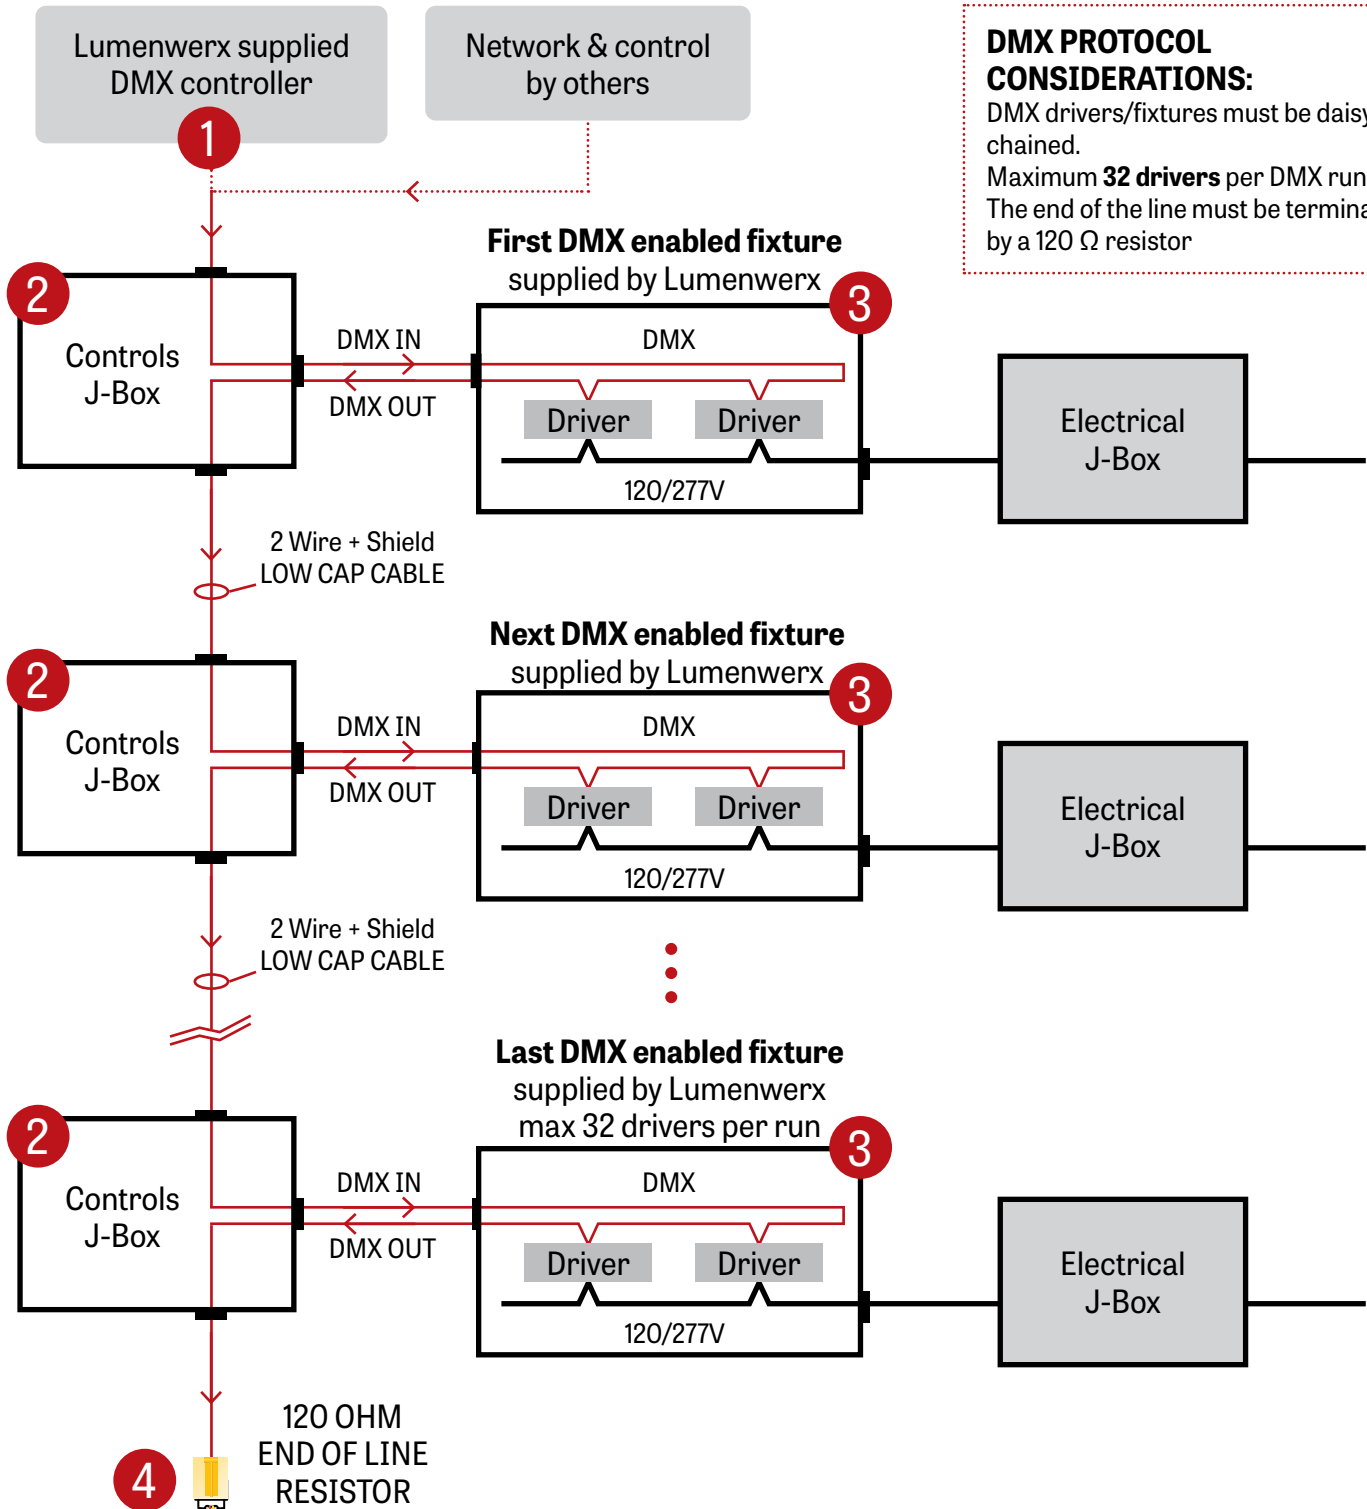 Lumenwerx supplied
DMX controller
1
Network & control
by others
DMX PROTOCOL
CONSIDERATIONS:
DMX drivers/fixtures must be daisy
chained.
Maximum 32 drivers per DMX run
The end of the line must be termina
by a 120 Ω resistor
First DMX enabled fixture
supplied by Lumenwerx
2
Controls
J-Box
DMX IN
DMX OUT
3
DMX
Driver
Driver
120/277V
Electrical
J-Box
2 Wire + Shield
LOW CAP CABLE
Next DMX enabled fixture
supplied by Lumenwerx
2
Controls
J-Box
DMX IN
DMX OUT
3
DMX
Driver
Driver
120/277V
Electrical
J-Box
2 Wire + Shield
LOW CAP CABLE
Last DMX enabled fixture
supplied by Lumenwerx
max 32 drivers per run
2
Controls
J-Box
DMX IN
DMX OUT
3
DMX
Driver
Driver
120/277V
Electrical
J-Box
4
120 OHM
END OF LINE
RESISTOR